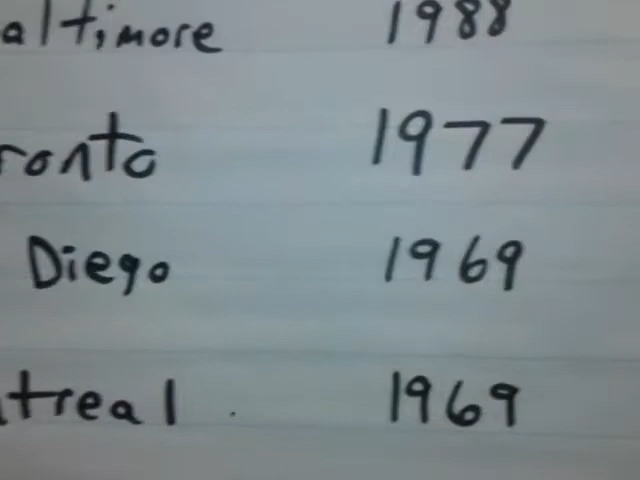 altimore 1988
ronto 1977
Diego 1969
treal 1969